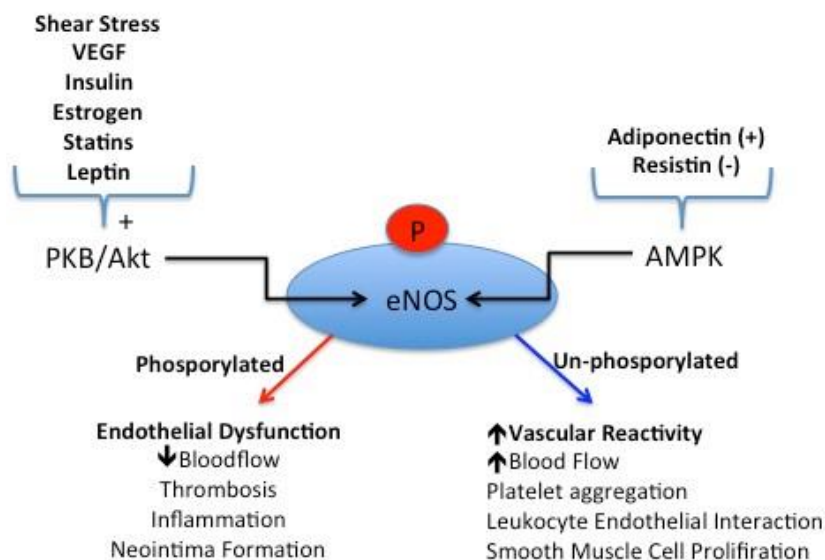 Shear Stress
VEGF
Insulin
Estrogen
Statins
Leptin
+
PKB/Akt
Adiponectin (+)
Resistin (-)
AMPK
P
eNOS
Phosporylated
Un-phosporylated
Endothelial Dysfunction
🡇Bloodflow
Thrombosis
Inflammation
Neointima Formation
🡅Vascular Reactivity
🡅Blood Flow
Platelet aggregation
Leukocyte Endothelial Interaction
Smooth Muscle Cell Prolifiration